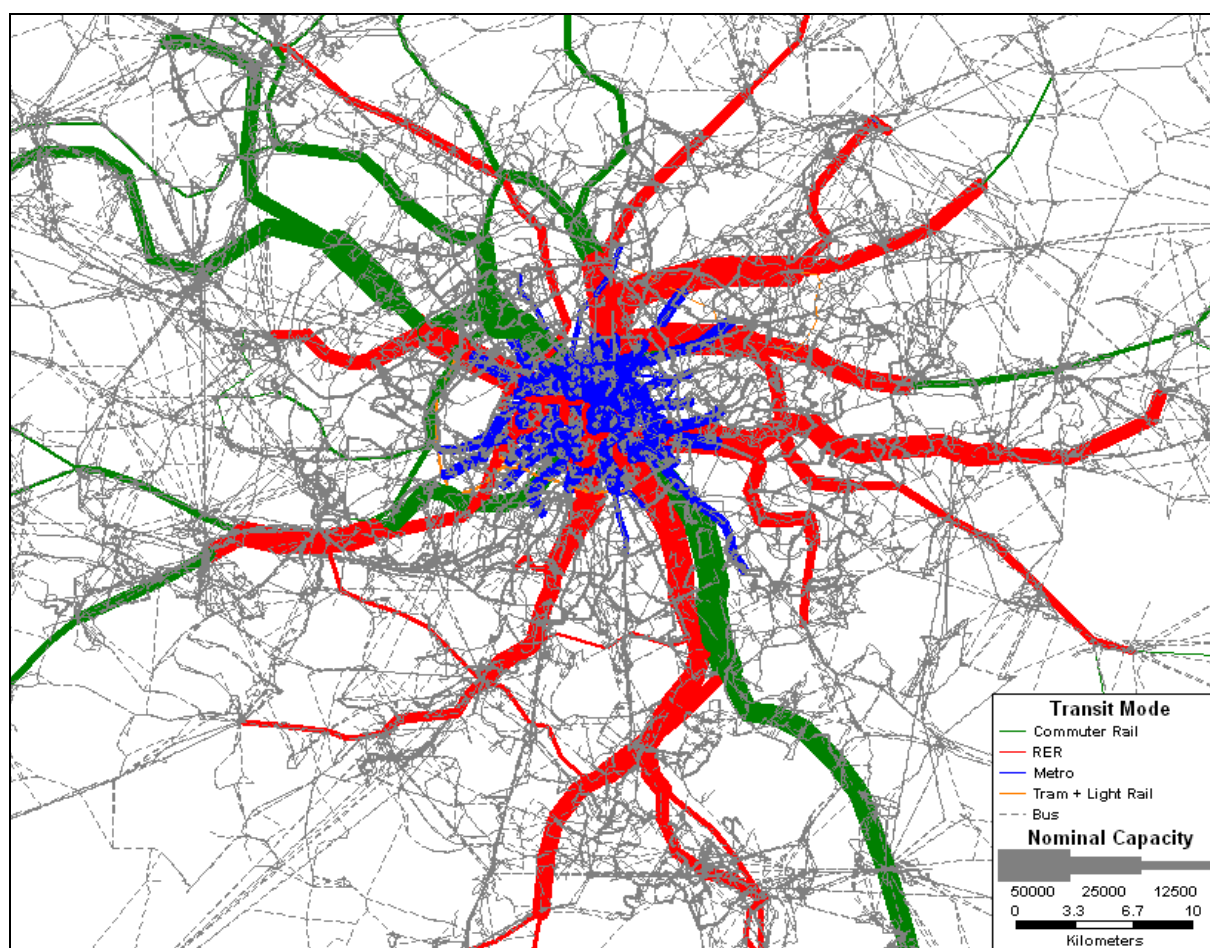 Transit Mode
Commuter Rail
RER
Metro
Tram + Light Rail
Bus
Nominal Capacity
50000 25000 12500
0 3.3 6.7 10
Kilometers